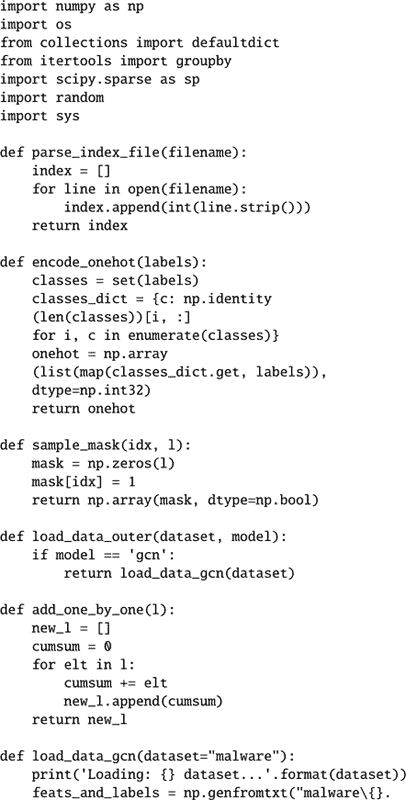 import numpy as np
import os
from collections import defaultdict
from itertools import groupby
import scipy.sparse as sp
import random
import sys

def parse_index_file(filename):
    index = []
    for line in open(filename):
        index.append(int(line.strip()))
    return index

def encode_onehot(labels):
    classes = set(labels)
    classes_dict = {c: np.identity
    (len(classes))[i, :]
    for i, c in enumerate(classes)}
    onehot = np.array
    (list(map(classes_dict.get, labels)),
    dtype=np.int32)
    return onehot

def sample_mask(idx, l):
    mask = np.zeros(l)
    mask[idx] = 1
    return np.array(mask, dtype=np.bool)

def load_data_outer(dataset, model):
    if model == 'gcn':
        return load_data_gcn(dataset)

def add_one_by_one(l):
    new_l = []
    cumsum = 0
    for elt in l:
        cumsum += elt
        new_l.append(cumsum)
    return new_l

def load_data_gcn(dataset="malware"):
    print('Loading: {} dataset...'.format(dataset))
    feats_and_labels = np.genfromtxt("malware\{}.